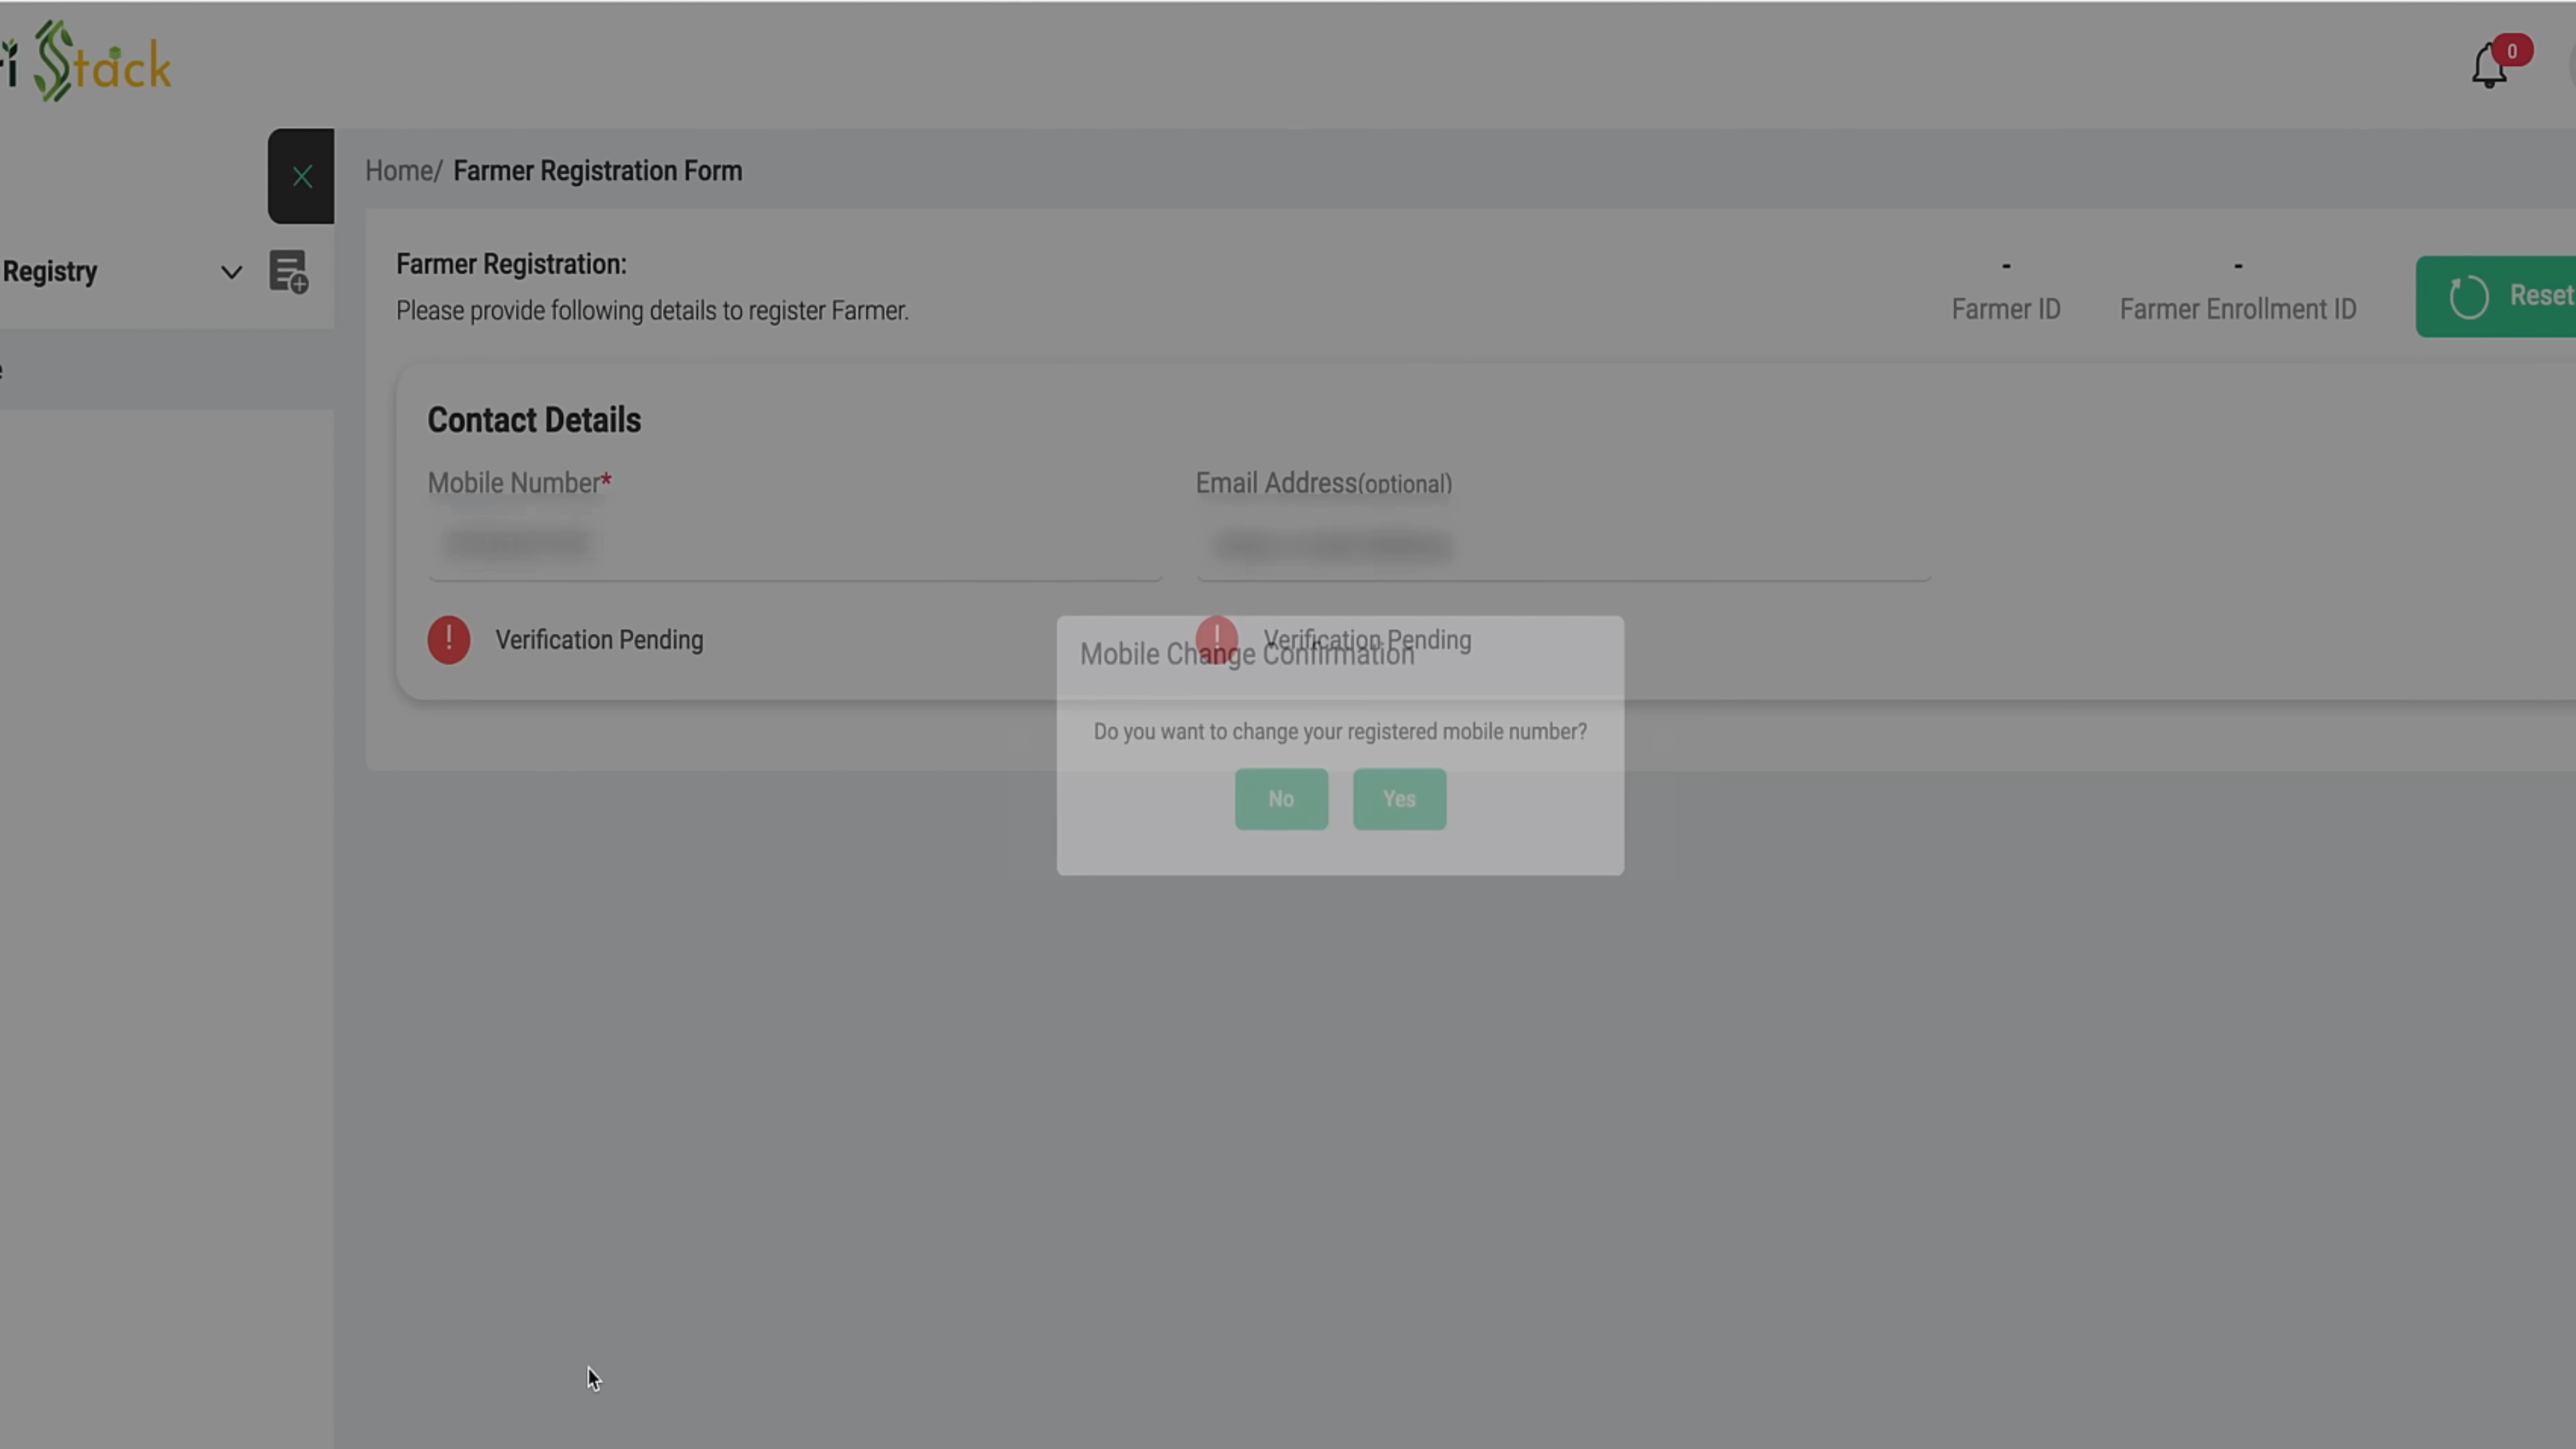 ri Stack
0
Home/ Farmer Registration Form
Registry
Farmer Registration:
Please provide following details to register Farmer.
-
Farmer ID
-
Farmer Enrollment ID
Reset
e
Contact Details
Mobile Number*
Email Address(optional)
! Verification Pending
! Verification Pending
Mobile Change Confirmation
Do you want to change your registered mobile number?
No
Yes